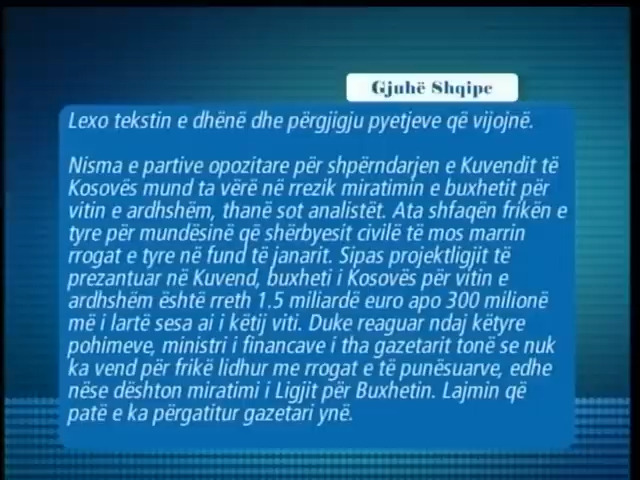 Gjuhë Shqipe
Lexo tekstin e dhënë dhe përgjigju pyetjeve që vijojnë.
Nisma e partive opozitare për shpërndarjen e Kuvendit të
Kosovës mund ta vërë në rrezik miratimin e buxhetit për
vitin e ardhshëm, thanë sot analistët. Ata shfaqën frikën e
tyre për mundësinë që shërbyesit civilë të mos marrin
rrogat e tyre në fund të janarit. Sipas projektligjit të
prezantuar në Kuvend, buxheti i Kosovës për vitin e
ardhshëm është rreth 1.5 miliardë euro apo 300 milionë
më i lartë sesa ai i këtij viti. Duke reaguar ndaj këtyre
pohimeve, ministri i financave i tha gazetarit tonë se nuk
ka vend për frikë lidhur me rrogat e të punësuarve, edhe
nëse dështon miratimi i Ligjit për Buxhetin. Lajmin që
patë e ka përgatitur gazetari ynë.